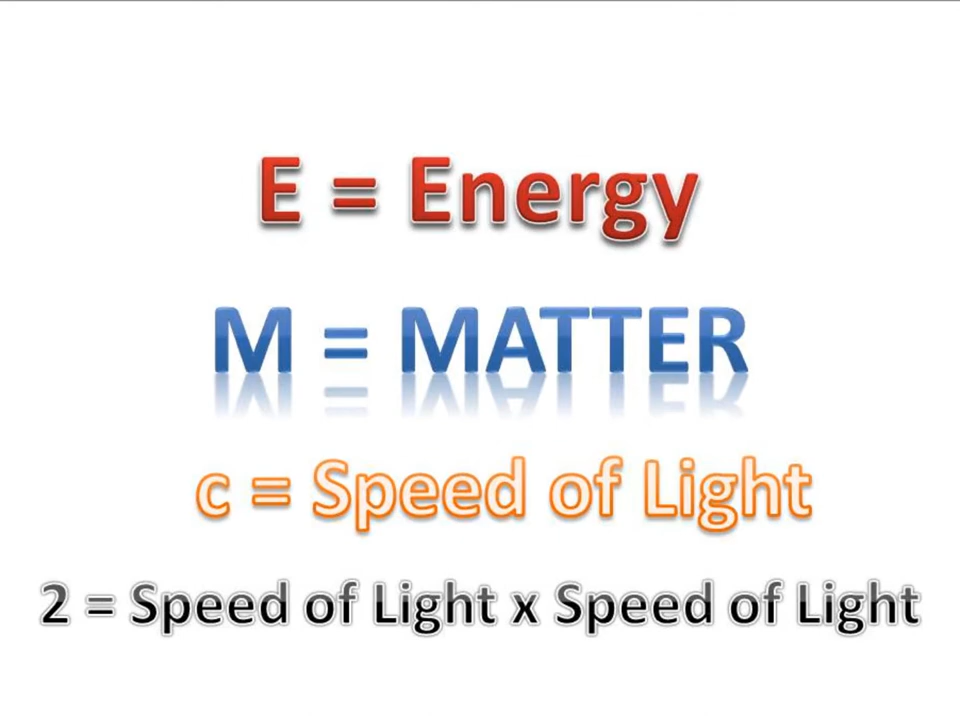 E = Energy
M = MATTER
c = Speed of Light
2 = Speed of Light x Speed of Light